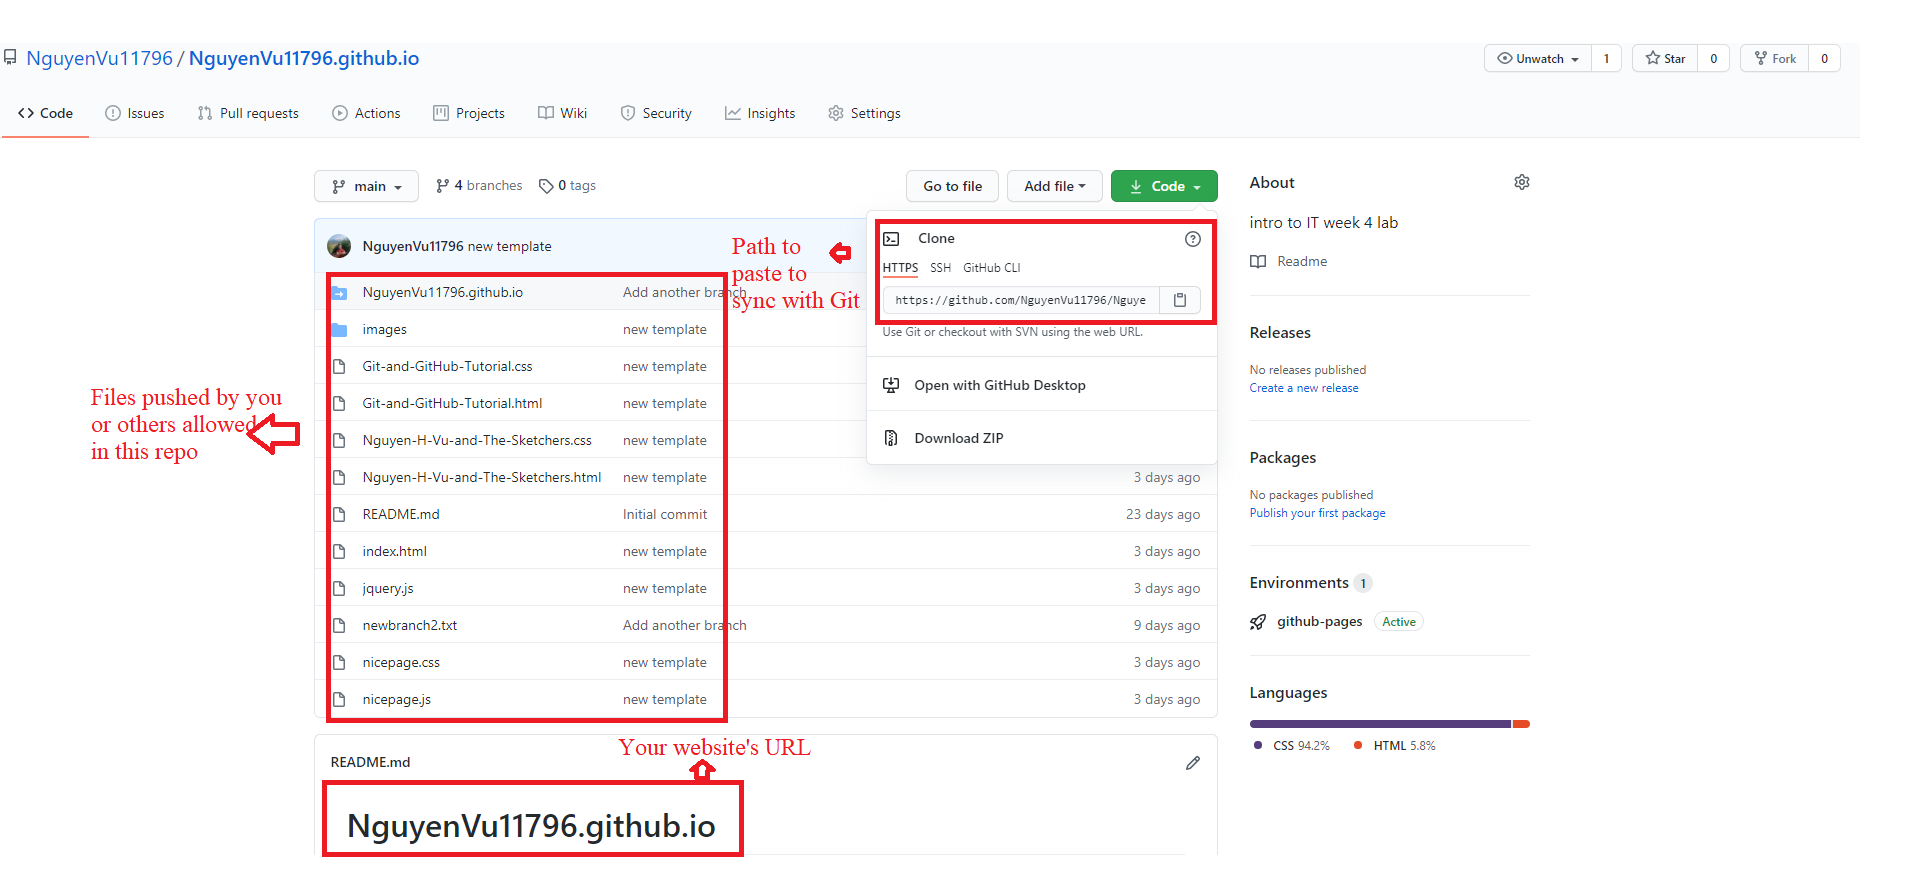 NguyenVu11796 / NguyenVu11796.github.io
Unwatch 1 Star 0 Fork 0
Code Issues Pull requests Actions Projects Wiki Security Insights Settings
main 4 branches 0 tags Go to file Add file Code
NguyenVu11796 new template
NguyenVu11796.github.io Add another branch
images new template
Git-and-GitHub-Tutorial.css new template
Git-and-GitHub-Tutorial.html new template
Nguyen-H-Vu-and-The-Sketchers.css new template
Nguyen-H-Vu-and-The-Sketchers.html new template 3 days ago
README.md Initial commit 23 days ago
index.html new template 3 days ago
jquery.js new template 3 days ago
newbranch2.txt Add another branch 9 days ago
nicepage.css new template 3 days ago
nicepage.js new template 3 days ago
Files pushed by you
or others allowed
in this repo
Path to
paste to
sync with Git
Clone
HTTPS SSH GitHub CLI
https://github.com/NguyenVu11796/Nguye
Use Git or checkout with SVN using the web URL.
Open with GitHub Desktop
Download ZIP
Your website's URL
README.md
NguyenVu11796.github.io
About
intro to IT week 4 lab
Readme
Releases
No releases published
Create a new release
Packages
No packages published
Publish your first package
Environments 1
github-pages Active
Languages
CSS 94.2% HTML 5.8%